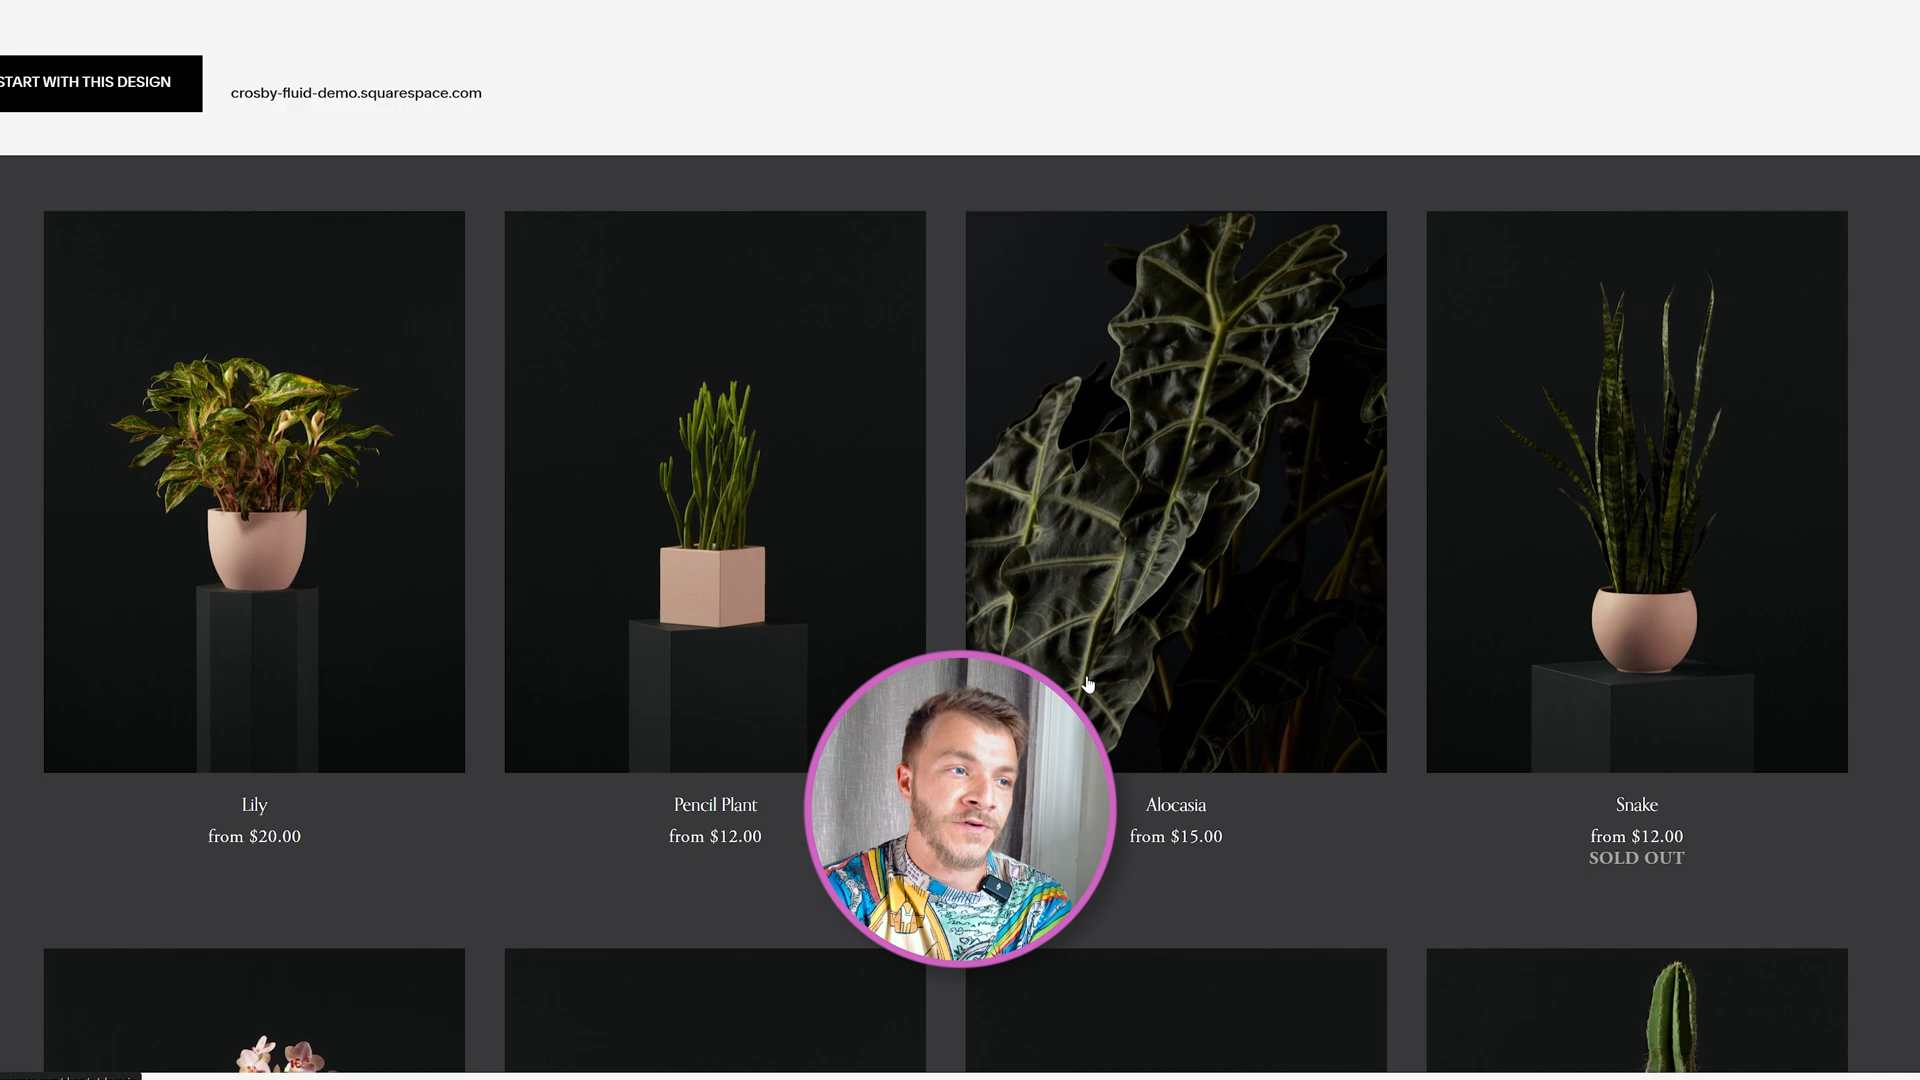 START WITH THIS DESIGN
crosby-fluid-demo.squarespace.com
Lily
from $20.00
Pencil Plant
from $12.00
Alocasia
from $15.00
Snake
from $12.00
SOLD OUT